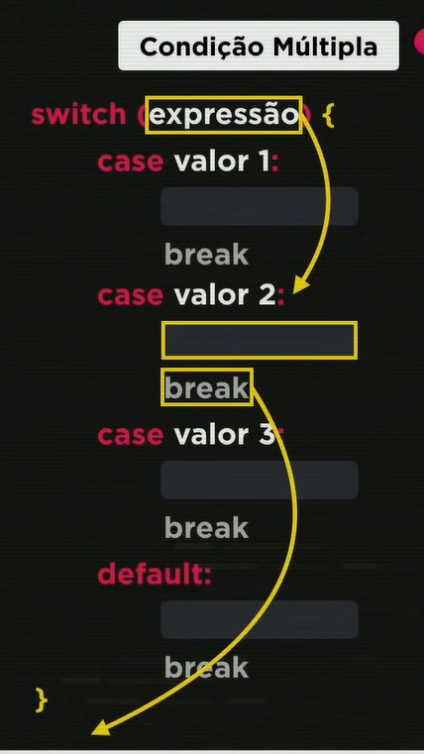 Condição Múltipla
switch (expressão) {
case valor 1:
break
case valor 2:
break
case valor 3:
break
default:
break
}